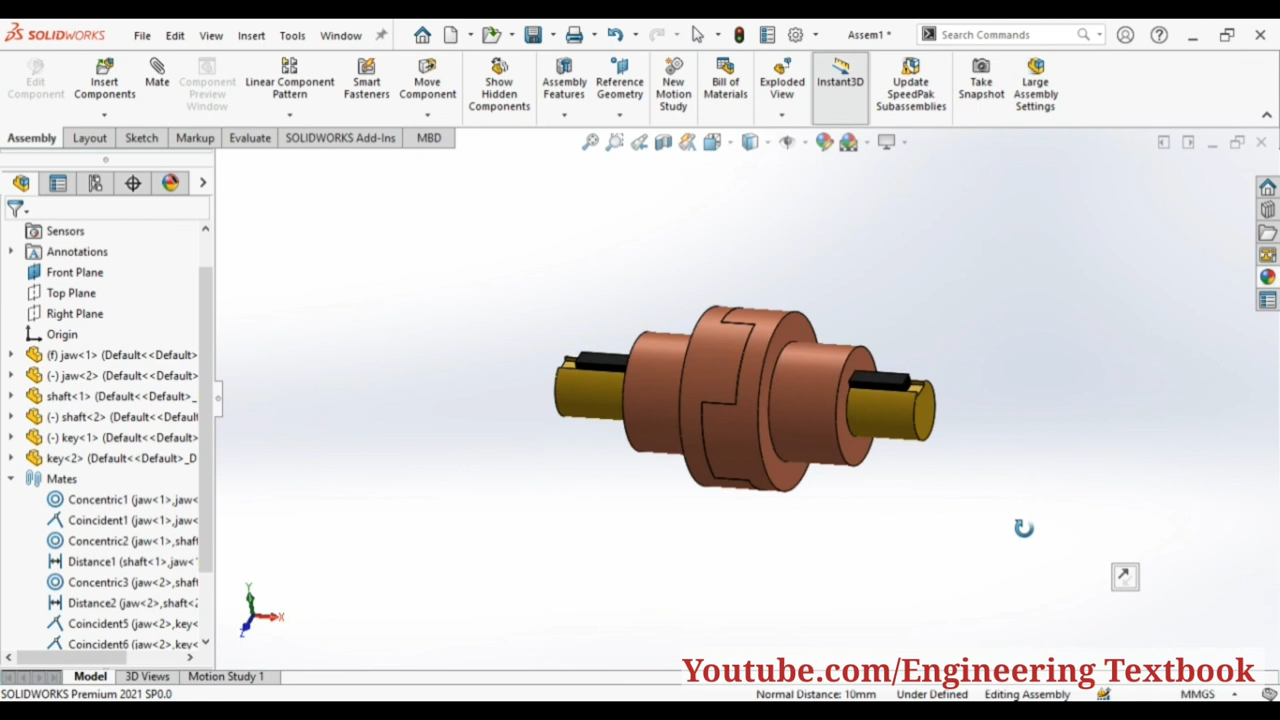 SOLIDWORKS File Edit View Insert Tools Window Assem1 * Search Commands
Edit Component
Insert Components
Mate
Component Preview Window
Linear Component Pattern
Smart Fasteners
Move Component
Show Hidden Components
Assembly Features
Reference Geometry
New Motion Study
Bill of Materials
Exploded View
Instant3D
Update SpeedPak Subassemblies
Take Snapshot
Large Assembly Settings
Assembly Layout Sketch Markup Evaluate SOLIDWORKS Add-Ins MBD
Sensors
Annotations
Front Plane
Top Plane
Right Plane
Origin
(f) jaw<1> (Default<<Default>
(-) jaw<2> (Default<<Default>
shaft<1> (Default<<Default>_
(-) shaft<2> (Default<<Defaul
(-) key<1> (Default<<Default>
key<2> (Default<<Default>_D
Mates
Concentric1 (jaw<1>,jaw<
Coincident1 (jaw<1>,jaw<
Concentric2 (jaw<1>,shaf
Distance1 (shaft<1>,jaw<
Concentric3 (jaw<2>,shaf
Distance2 (jaw<2>,shaft<2
Coincident5 (jaw<2>,key<
Coincident6 (jaw<2>,key<
Y
X
Z
Model 3D Views Motion Study 1
Youtube.com/Engineering Textbook
SOLIDWORKS Premium 2021 SP0.0 Normal Distance: 10mm Under Defined Editing Assembly MMGS